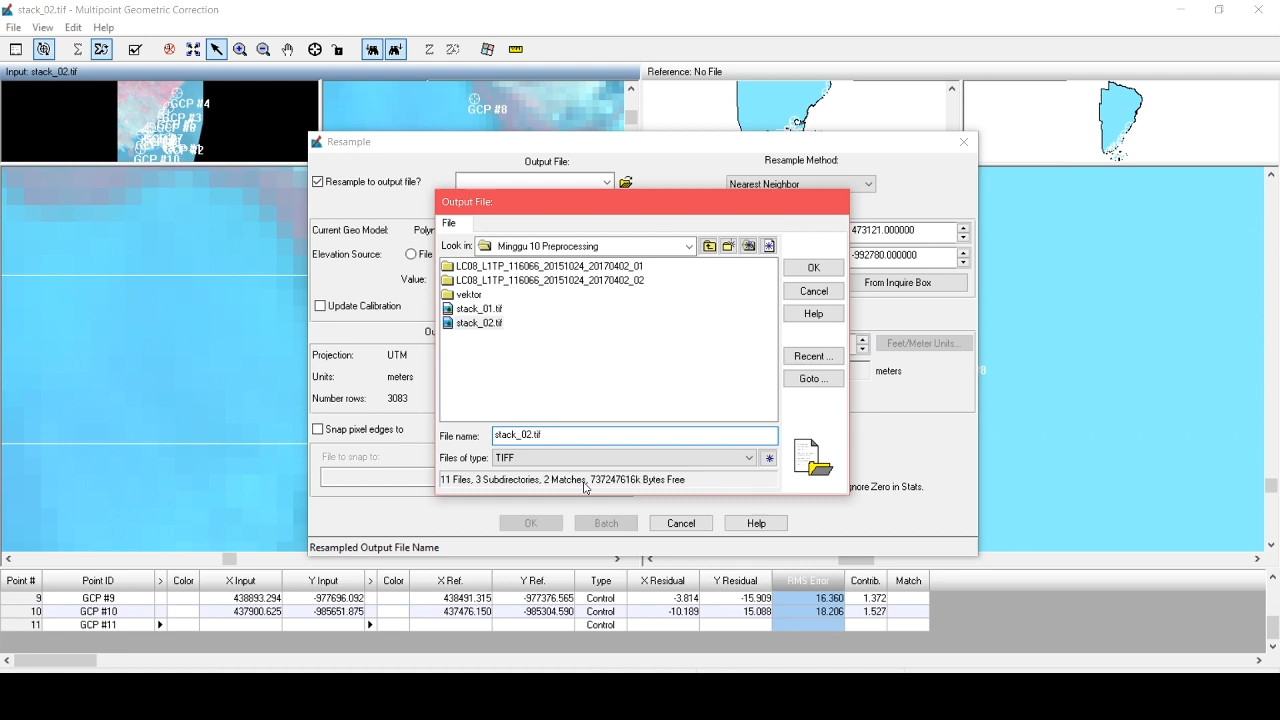 stack_02.tif - Multipoint Geometric Correction
File View Edit Help
Input: stack_02.tif
Reference: No File
GCP #4
GCP #8
GCP #10
Resample
Output File:
Resample Method:
Resample to output file?
Nearest Neighbor
Output File:
File
Current Geo Model:
473121.000000
Look in: Minggu 10 Preprocessing
Elevation Source: File
-992780.000000
LC08_L1TP_116066_20151024_20170402_01
OK
LC08_L1TP_116066_20151024_20170402_02
Value:
From Inquire Box
vektor
Cancel
Update Calibration
stack_01.tif
Help
stack_02.tif
Feet/Meter Units...
Projection: UTM
Recent ...
Units: meters
meters
Goto ...
Number rows: 3083
Snap pixel edges to
File name: stack_02.tif
File to snap to:
Files of type: TIFF
11 Files, 3 Subdirectories, 2 Matches, 737247616k Bytes Free
gnore Zero in Stats.
OK Batch Cancel Help
Resampled Output File Name
Point # Point ID > Color X Input Y Input > Color X Ref. Y Ref. Type X Residual Y Residual RMS Error Contrib. Match
9 GCP #9 438893.294 -977696.092 438491.315 -977376.565 Control -3.814 -15.909 16.360 1.372
10 GCP #10 437900.625 -985651.875 437476.150 -985304.590 Control -10.189 15.088 18.206 1.527
11 GCP #11 Control